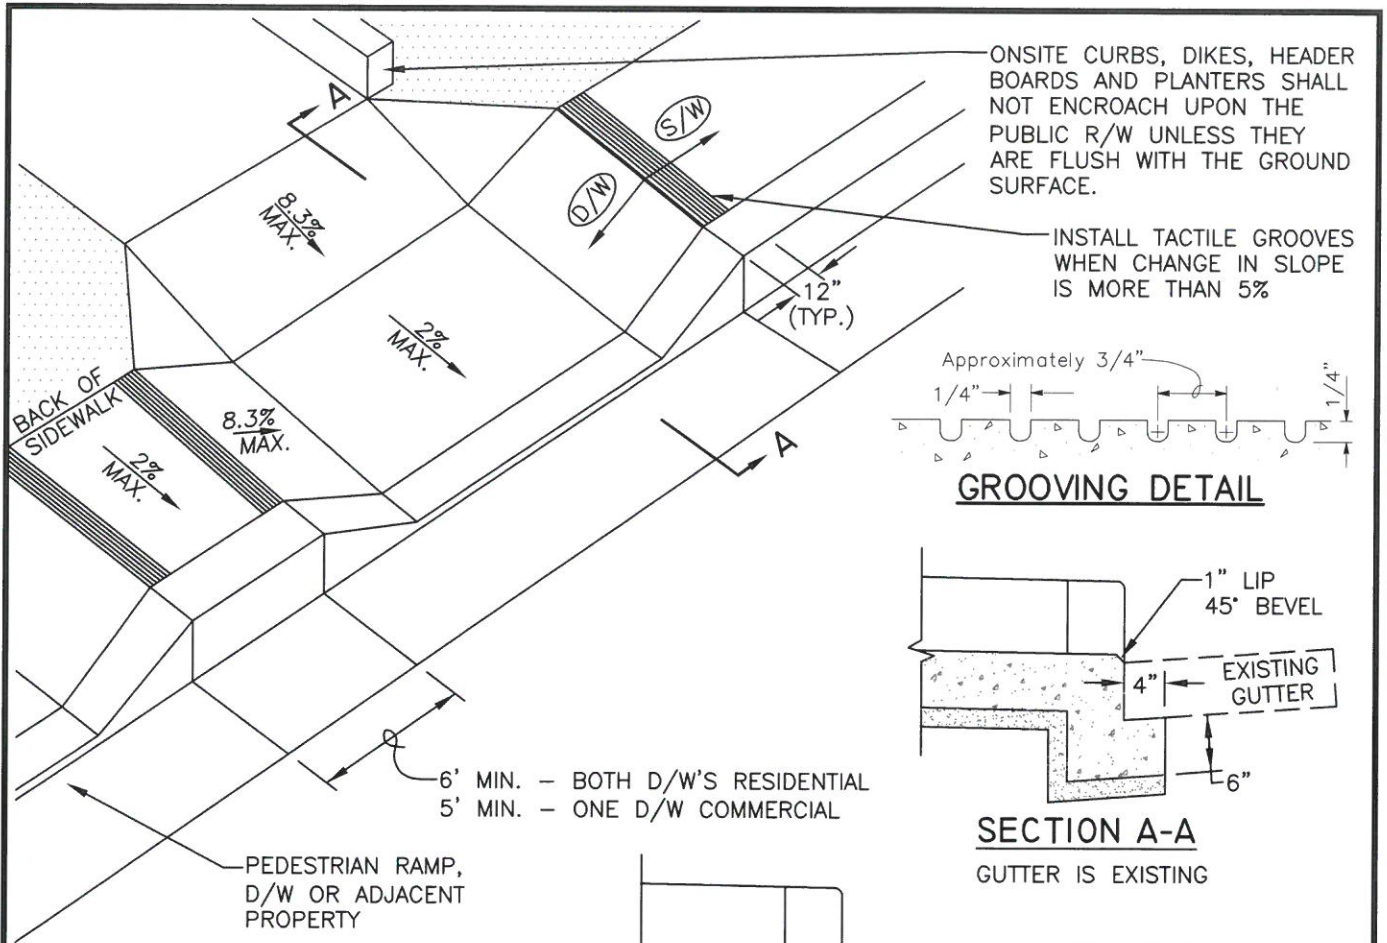 ONSITE CURBS, DIKES, HEADER
BOARDS AND PLANTERS SHALL
NOT ENCROACH UPON THE
PUBLIC R/W UNLESS THEY
ARE FLUSH WITH THE GROUND
SURFACE.
A
S/W
D/W
8.3%
MAX.
INSTALL TACTILE GROOVES
WHEN CHANGE IN SLOPE
IS MORE THAN 5%
12"
(TYP.)
2%
MAX.
Approximately 3/4"
1/4"
1/4"
GROOVING DETAIL
BACK OF
SIDEWALK
8.3%
MAX.
2%
MAX.
A
1" LIP
45° BEVEL
4"
EXISTING
GUTTER
6"
SECTION A-A
GUTTER IS EXISTING
6' MIN. – BOTH D/W'S RESIDENTIAL
5' MIN. – ONE D/W COMMERCIAL
PEDESTRIAN RAMP,
D/W OR ADJACENT
PROPERTY